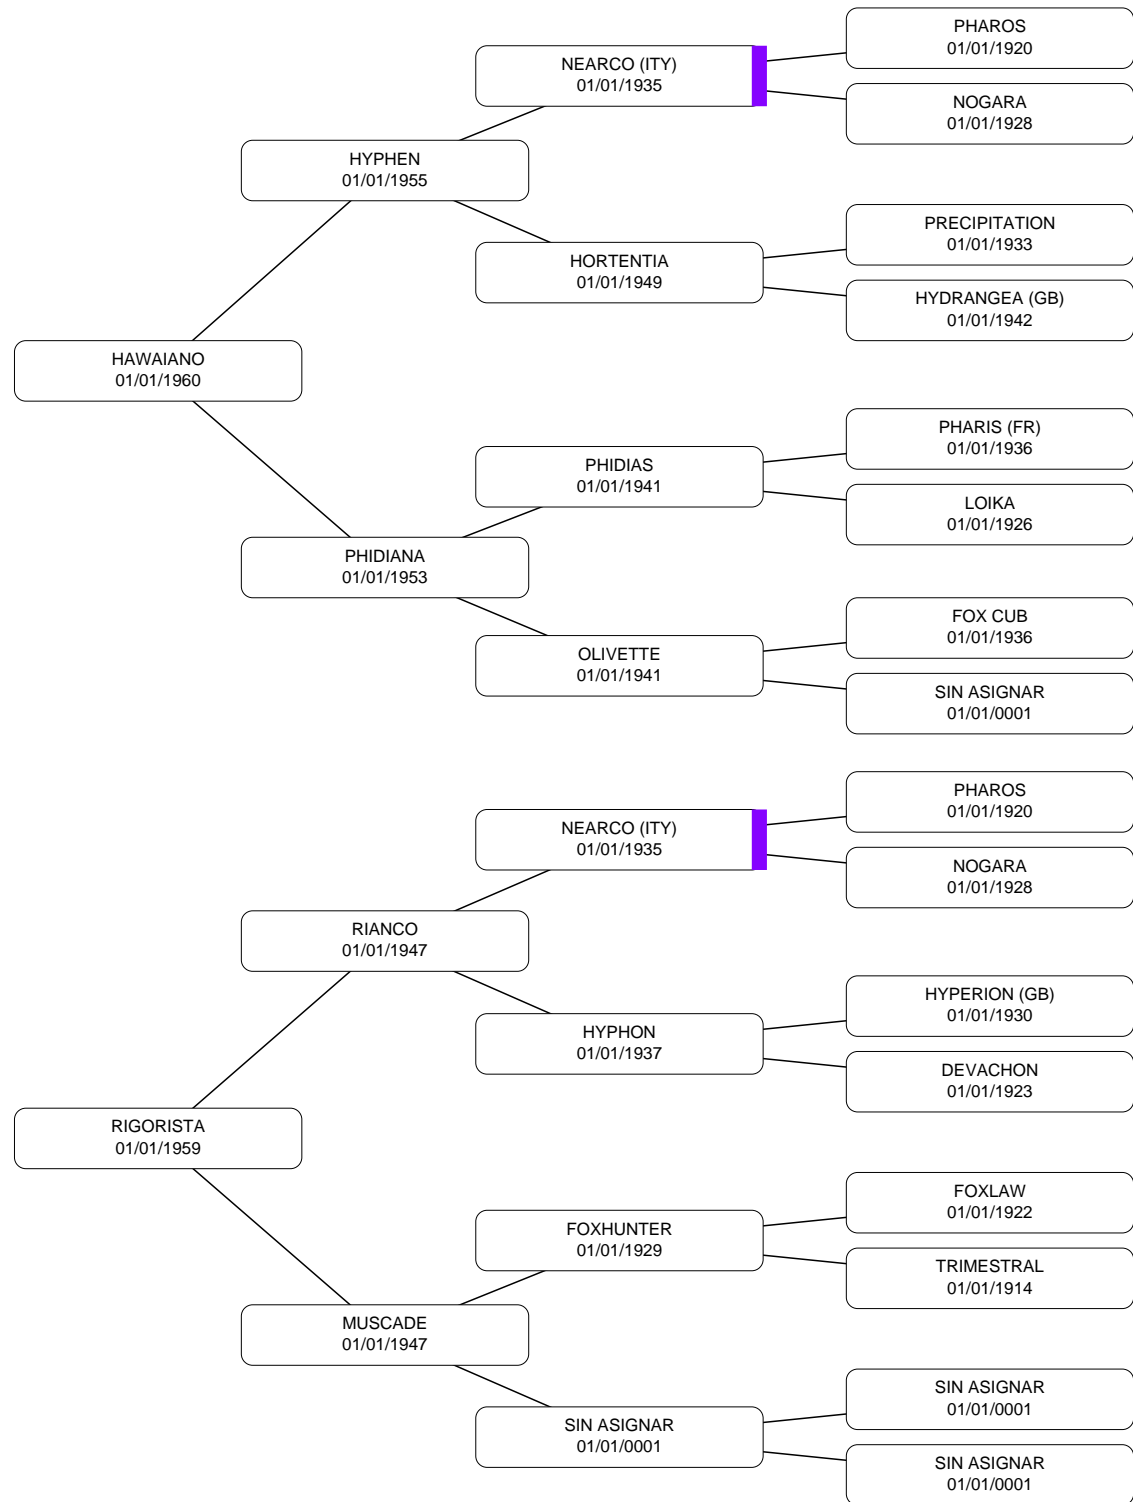 PHAROS
01/01/1920
NEARCO (ITY)
01/01/1935
NOGARA
01/01/1928
HYPHEN
01/01/1955
PRECIPITATION
01/01/1933
HORTENTIA
01/01/1949
HYDRANGEA (GB)
01/01/1942
HAWAIANO
01/01/1960
PHARIS (FR)
01/01/1936
PHIDIAS
01/01/1941
LOIKA
01/01/1926
PHIDIANA
01/01/1953
FOX CUB
01/01/1936
OLIVETTE
01/01/1941
SIN ASIGNAR
01/01/0001
PHAROS
01/01/1920
NEARCO (ITY)
01/01/1935
NOGARA
01/01/1928
RIANCO
01/01/1947
HYPERION (GB)
01/01/1930
HYPHON
01/01/1937
DEVACHON
01/01/1923
RIGORISTA
01/01/1959
FOXLAW
01/01/1922
FOXHUNTER
01/01/1929
TRIMESTRAL
01/01/1914
MUSCADE
01/01/1947
SIN ASIGNAR
01/01/0001
SIN ASIGNAR
01/01/0001
SIN ASIGNAR
01/01/0001